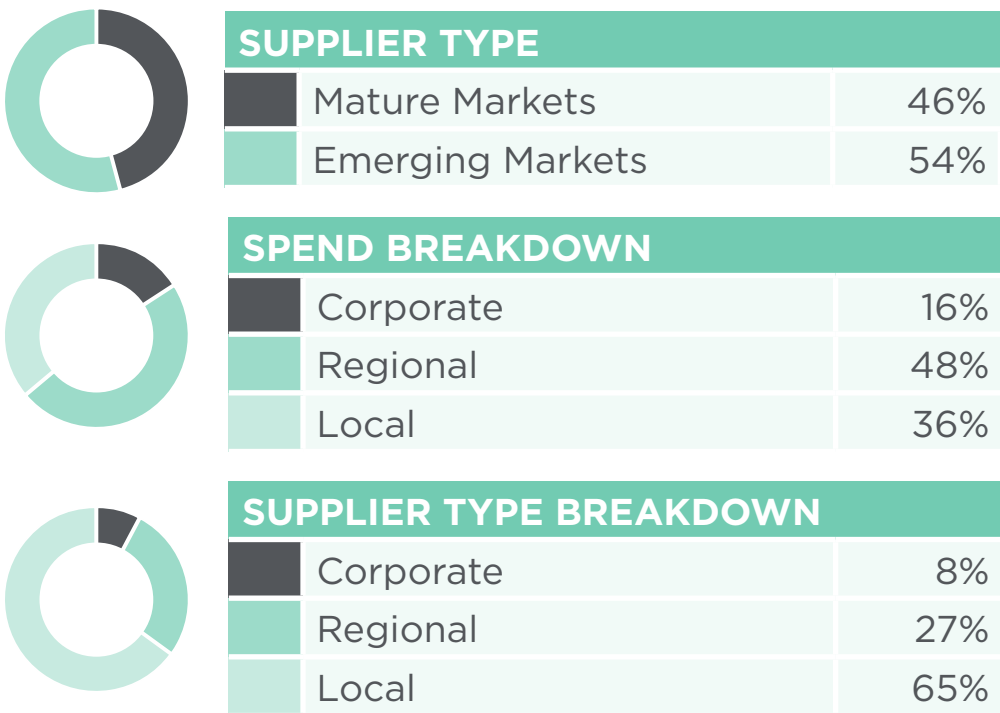 SUPPLIER TYPE
Mature Markets 46%
Emerging Markets 54%
SPEND BREAKDOWN
Corporate 16%
Regional 48%
Local 36%
SUPPLIER TYPE BREAKDOWN
Corporate 8%
Regional 27%
Local 65%